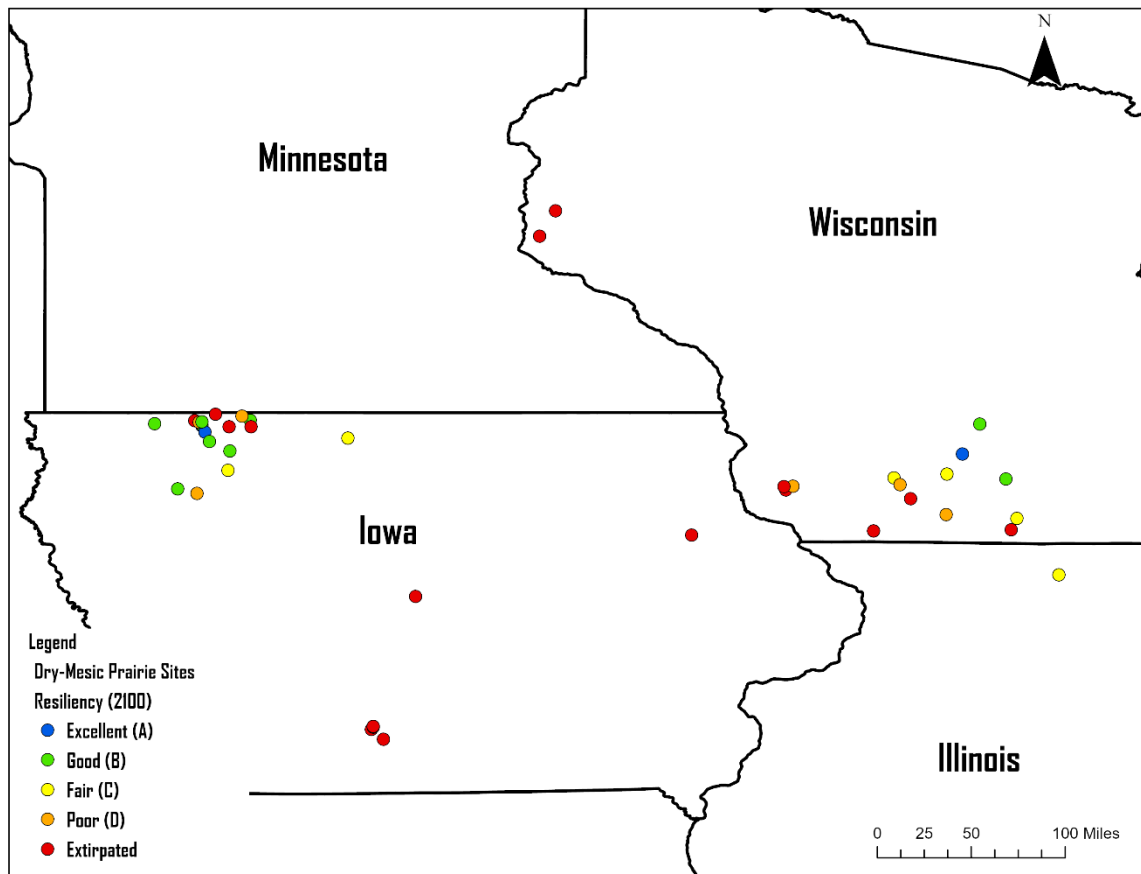 N
Minnesota
Wisconsin
Iowa
Illinois
Legend
Dry-Mesic Prairie Sites
Resiliency (2100)
Excellent (A)
Good (B)
Fair (C)
Poor (D)
Extirpated
0 25 50 100 Miles